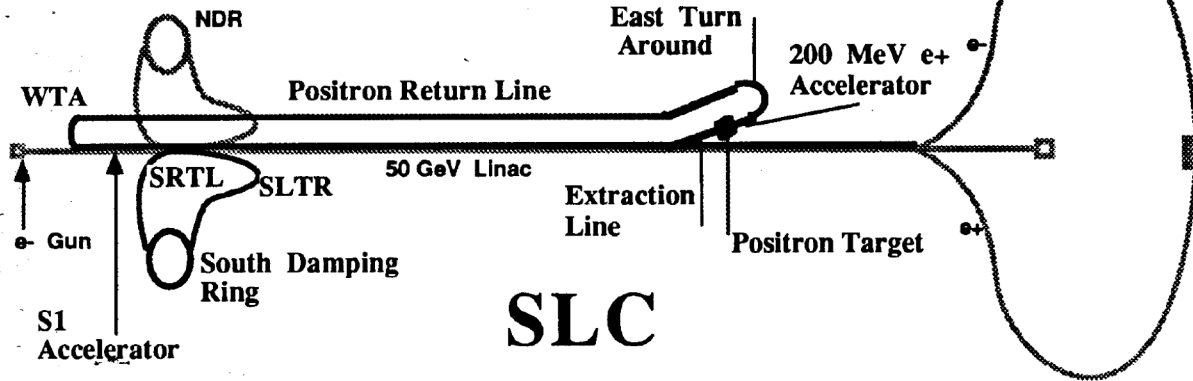 NDR
East Turn
Around
e-
200 MeV e+
Accelerator
WTA
Positron Return Line
SRTL
SLTR
50 GeV Linac
Extraction
Line
e- Gun
e+
Positron Target
South Damping
Ring
SLC
S1
Accelerator